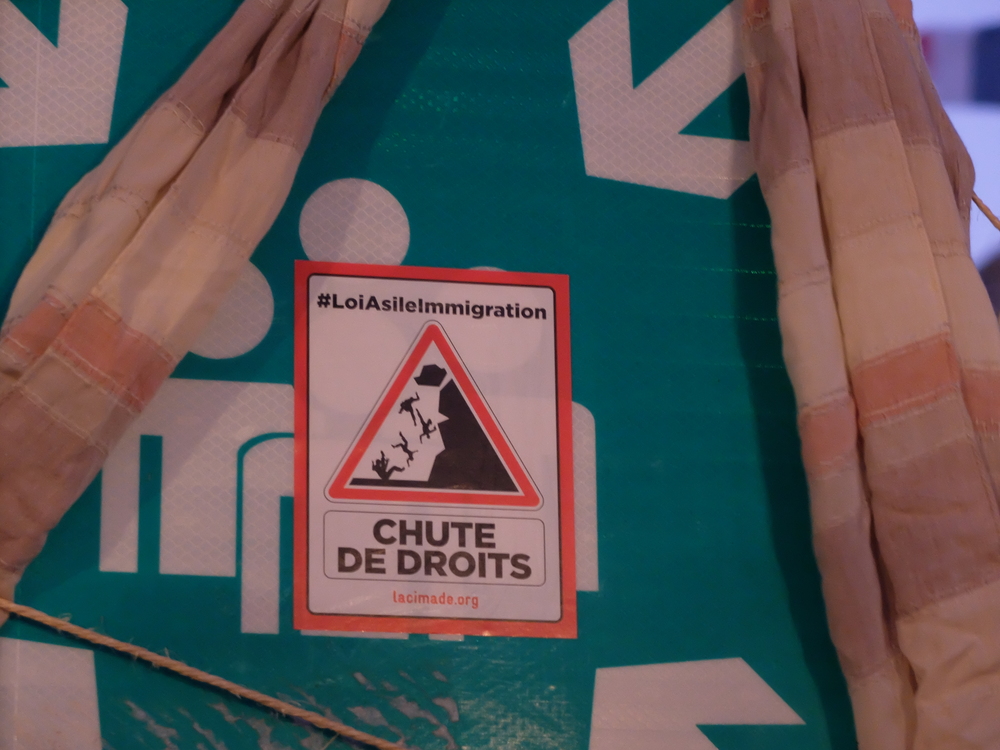 #LoiAsileImmigration
CHUTE
DE DROITS
lacimade.org